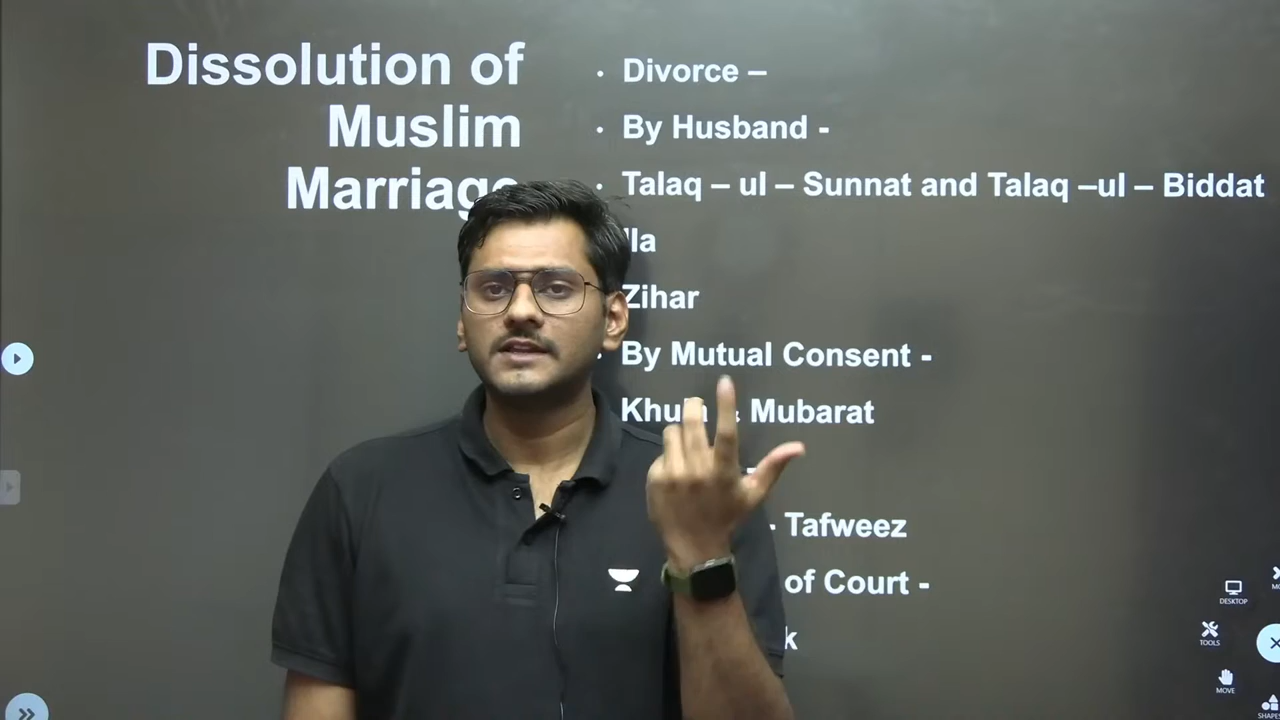 Dissolution of
Muslim
Marriage
• Divorce –
• By Husband -
• Talaq – ul – Sunnat and Talaq –ul – Biddat
Zihar
• By Mutual Consent -
Khula & Mubarat
-
- Tafweez
of Court -
DESKTOP
TOOLS
MOVE